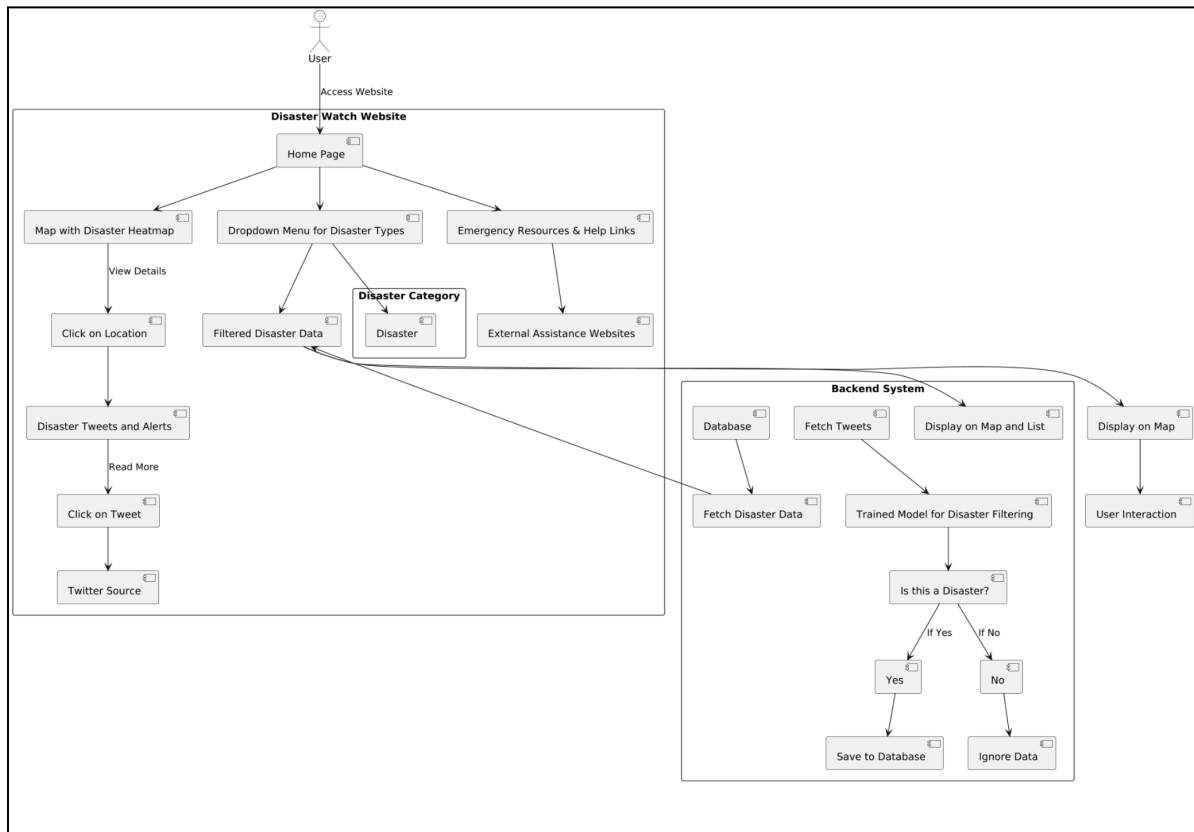 User
Access Website
Disaster Watch Website
Home Page
Map with Disaster Heatmap
Dropdown Menu for Disaster Types
Emergency Resources & Help Links
View Details
Disaster Category
Click on Location
Filtered Disaster Data
Disaster
External Assistance Websites
Backend System
Disaster Tweets and Alerts
Database
Fetch Tweets
Display on Map and List
Display on Map
Read More
Click on Tweet
Fetch Disaster Data
Trained Model for Disaster Filtering
User Interaction
Twitter Source
Is this a Disaster?
If Yes
If No
Yes
No
Save to Database
Ignore Data